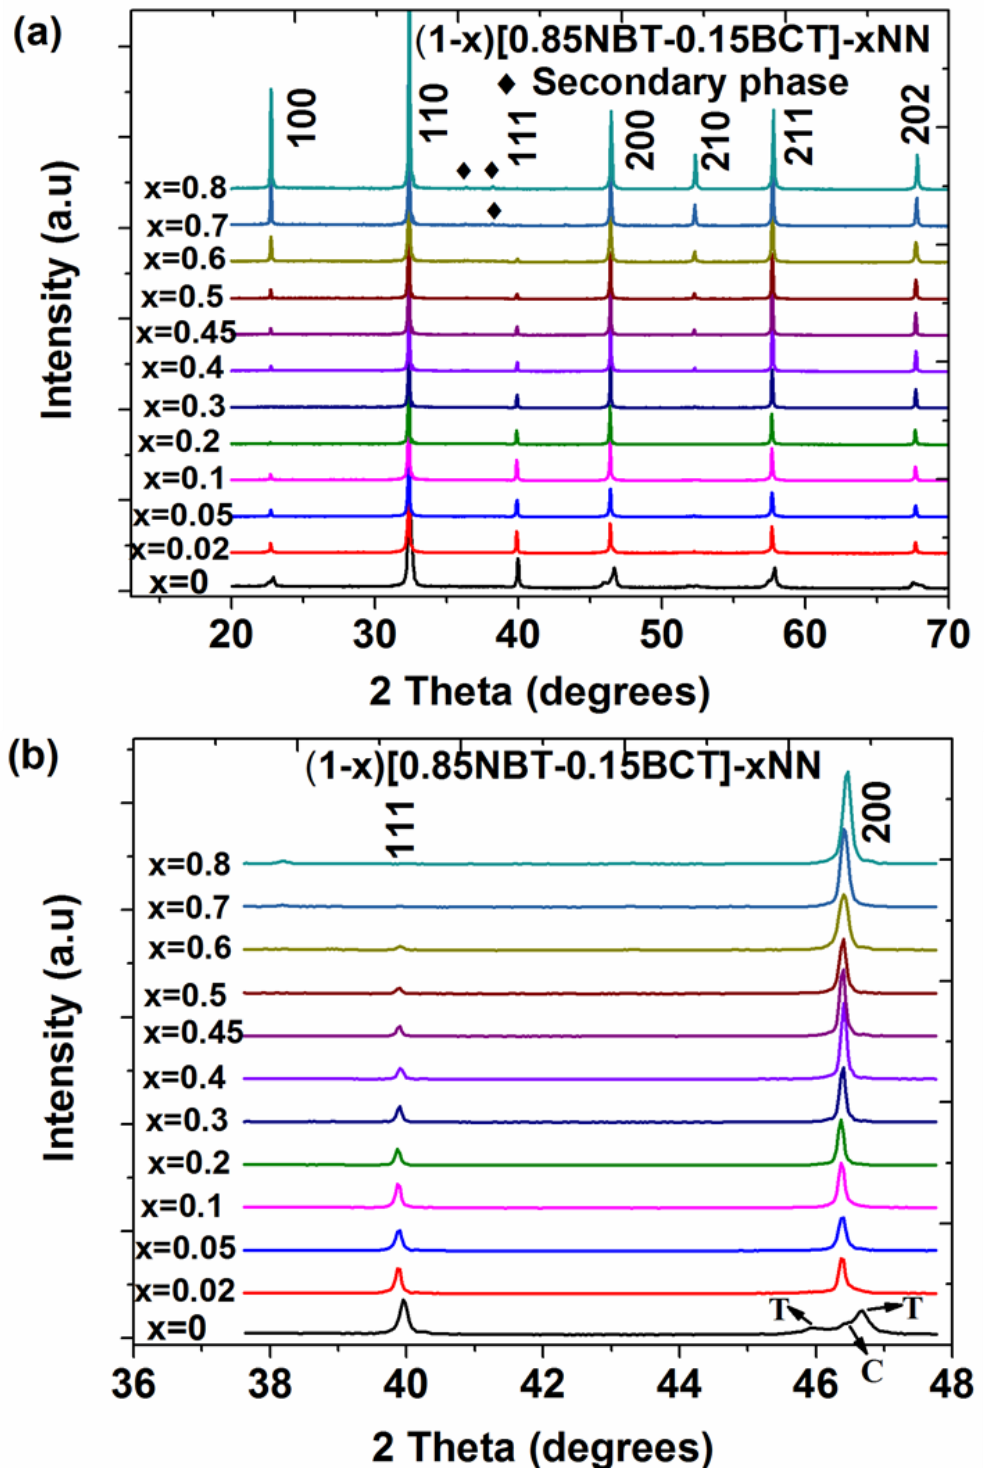 (a)
(1-x)[0.85NBT-0.15BCT]-xNN
◆ Secondary phase
100
110
111
200
210
211
202
x=0.8
x=0.7
x=0.6
x=0.5
x=0.45
x=0.4
x=0.3
x=0.2
x=0.1
x=0.05
x=0.02
x=0
Intensity (a.u)
20 30 40 50 60 70
2 Theta (degrees)
(b)
(1-x)[0.85NBT-0.15BCT]-xNN
111
200
x=0.8
x=0.7
x=0.6
x=0.5
x=0.45
x=0.4
x=0.3
x=0.2
x=0.1
x=0.05
x=0.02
x=0
T
T
C
Intensity (a.u)
36 38 40 42 44 46 48
2 Theta (degrees)